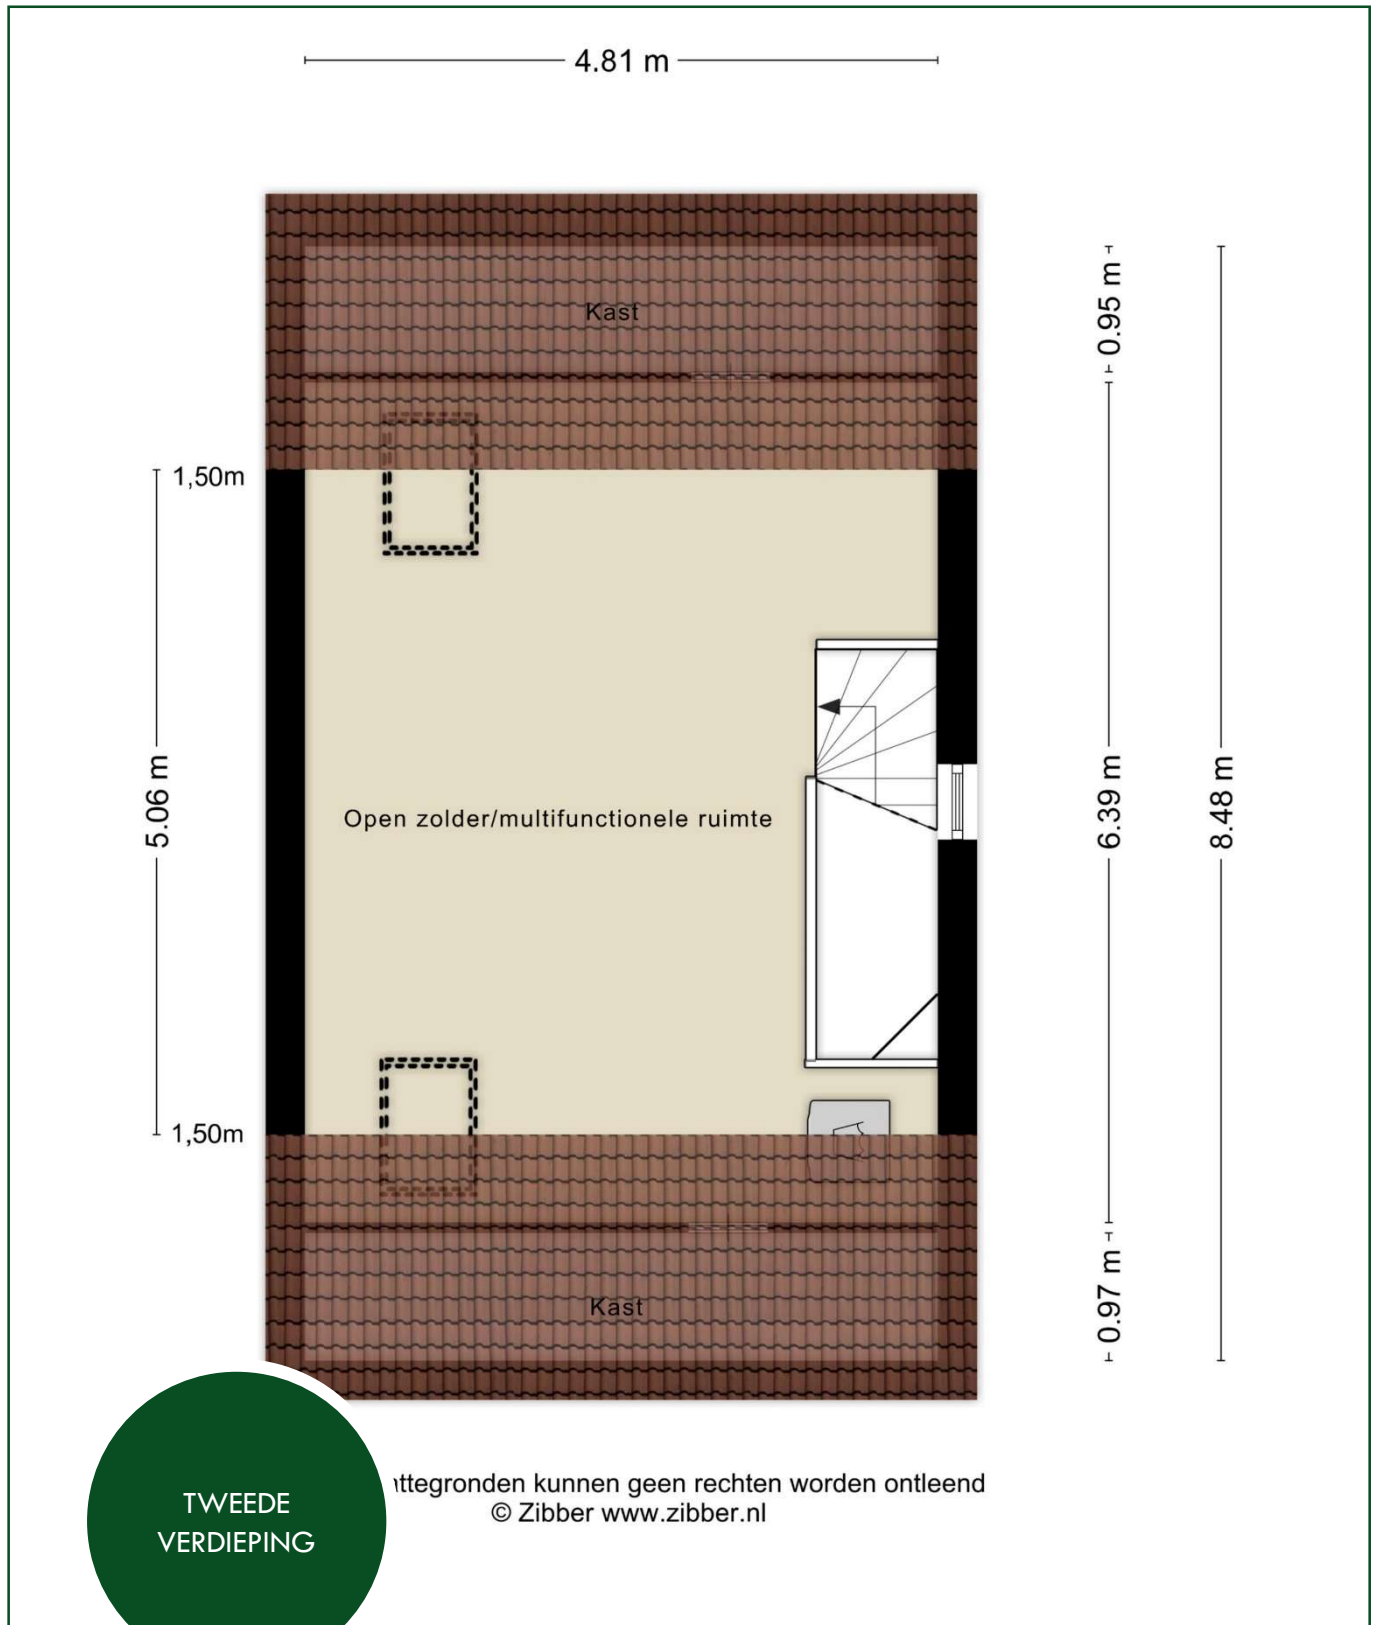 4.81 m
Kast
0.95 m
1,50m
Open zolder/multifunctionele ruimte
5.06 m
6.39 m
8.48 m
1,50m
0.97 m
Kast
kunnen geen rechten worden ontleend
© Zibber www.zibber.nl
TWEEDE
VERDIEPING